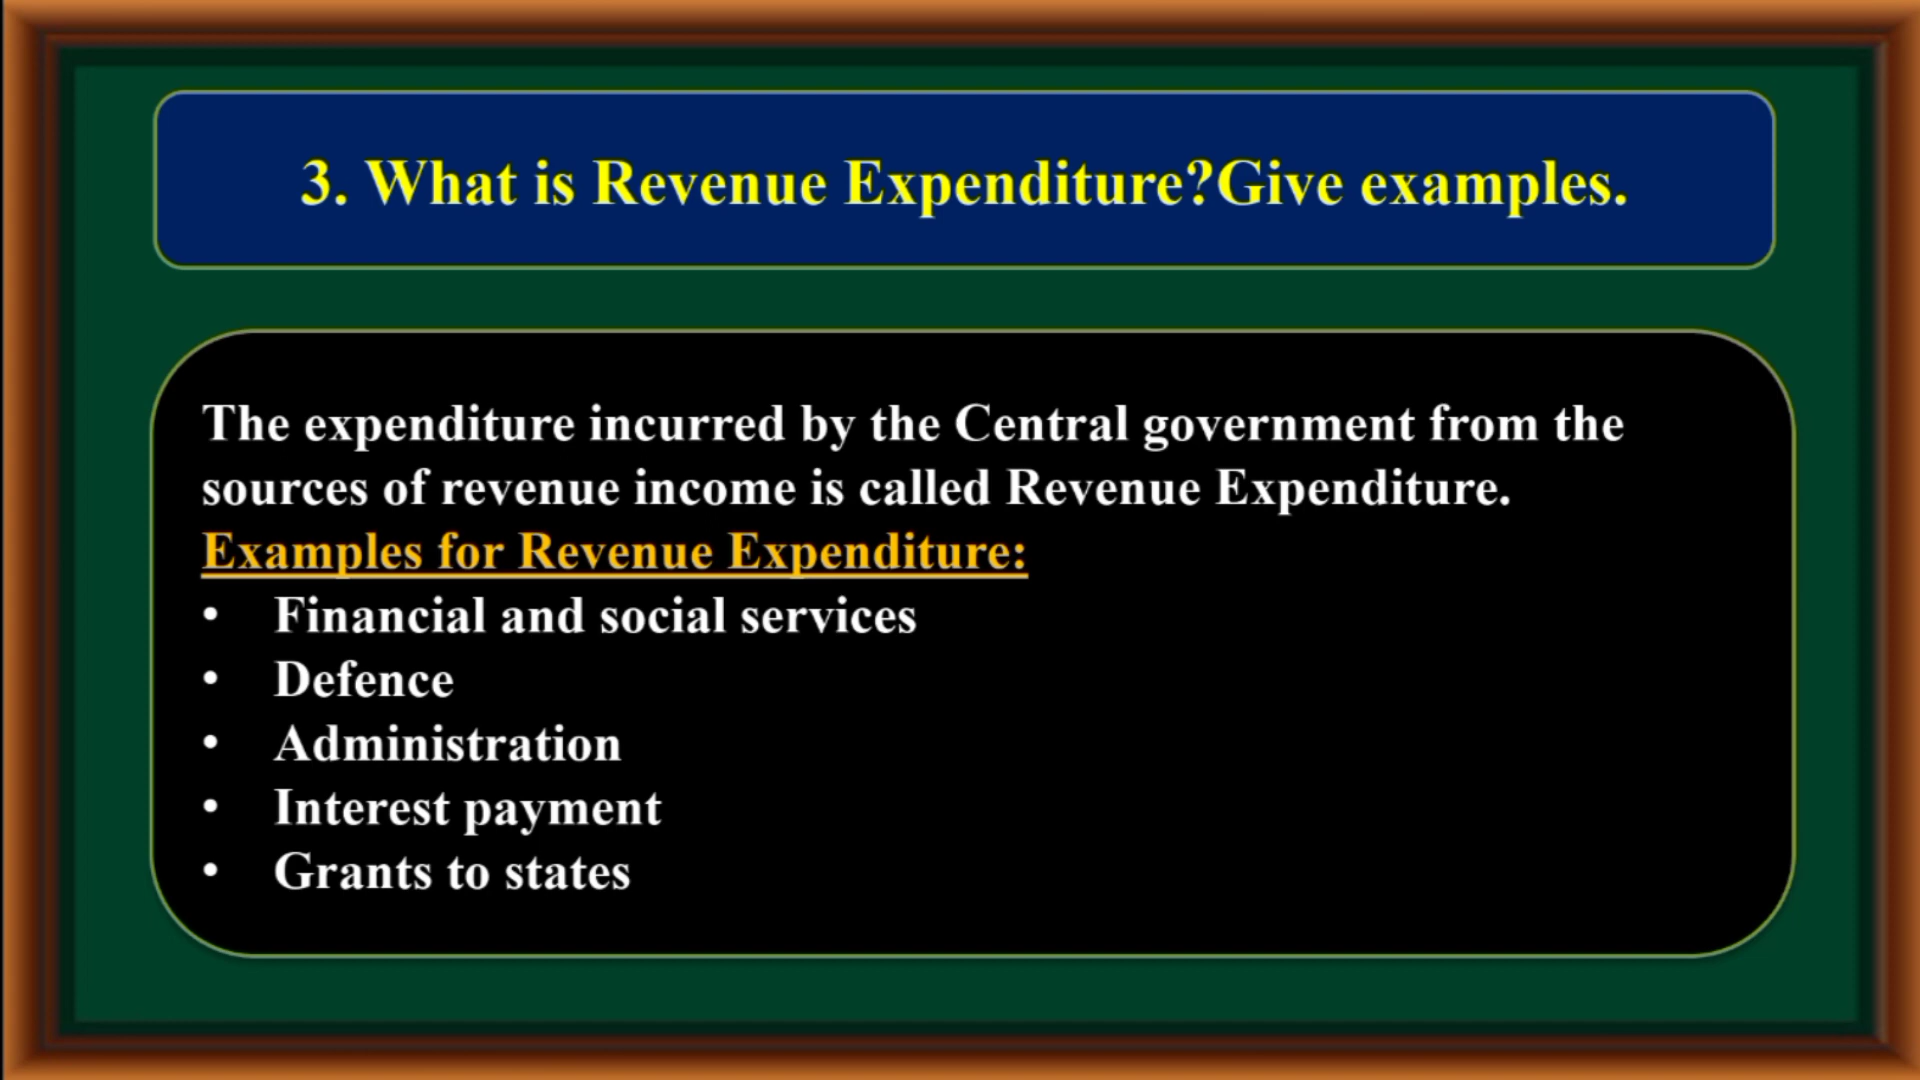 3. What is Revenue Expenditure?Give examples.
The expenditure incurred by the Central government from the
sources of revenue income is called Revenue Expenditure.
Examples for Revenue Expenditure:
• Financial and social services
• Defence
• Administration
• Interest payment
• Grants to states